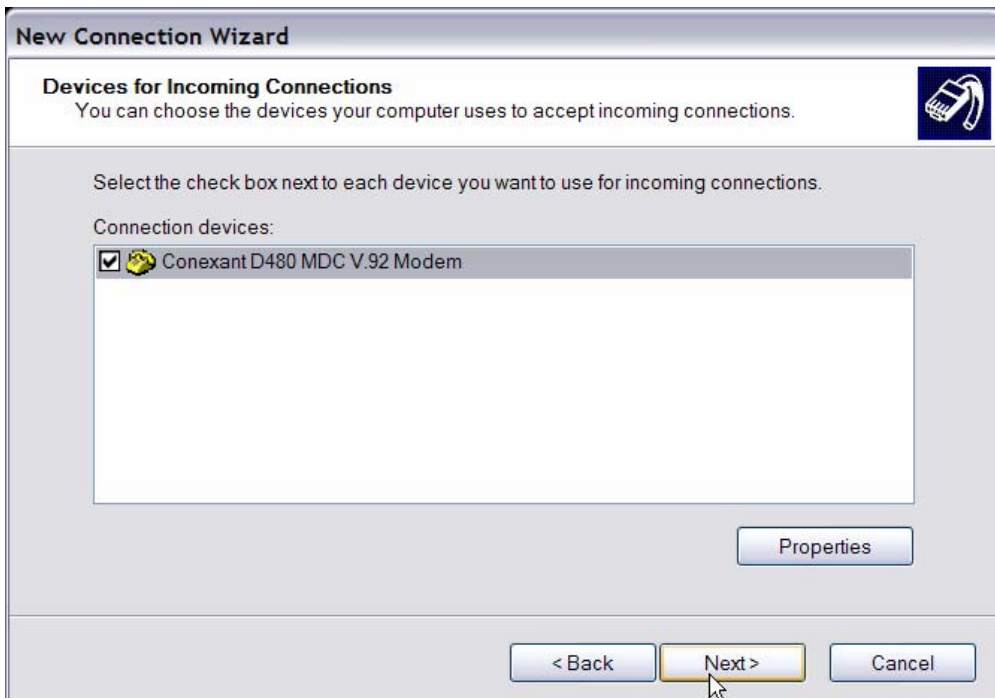 New Connection Wizard
Devices for Incoming Connections
You can choose the devices your computer uses to accept incoming connections.
Select the check box next to each device you want to use for incoming connections.
Connection devices:
Conexant D480 MDC V.92 Modem
Properties
< Back
Next >
Cancel